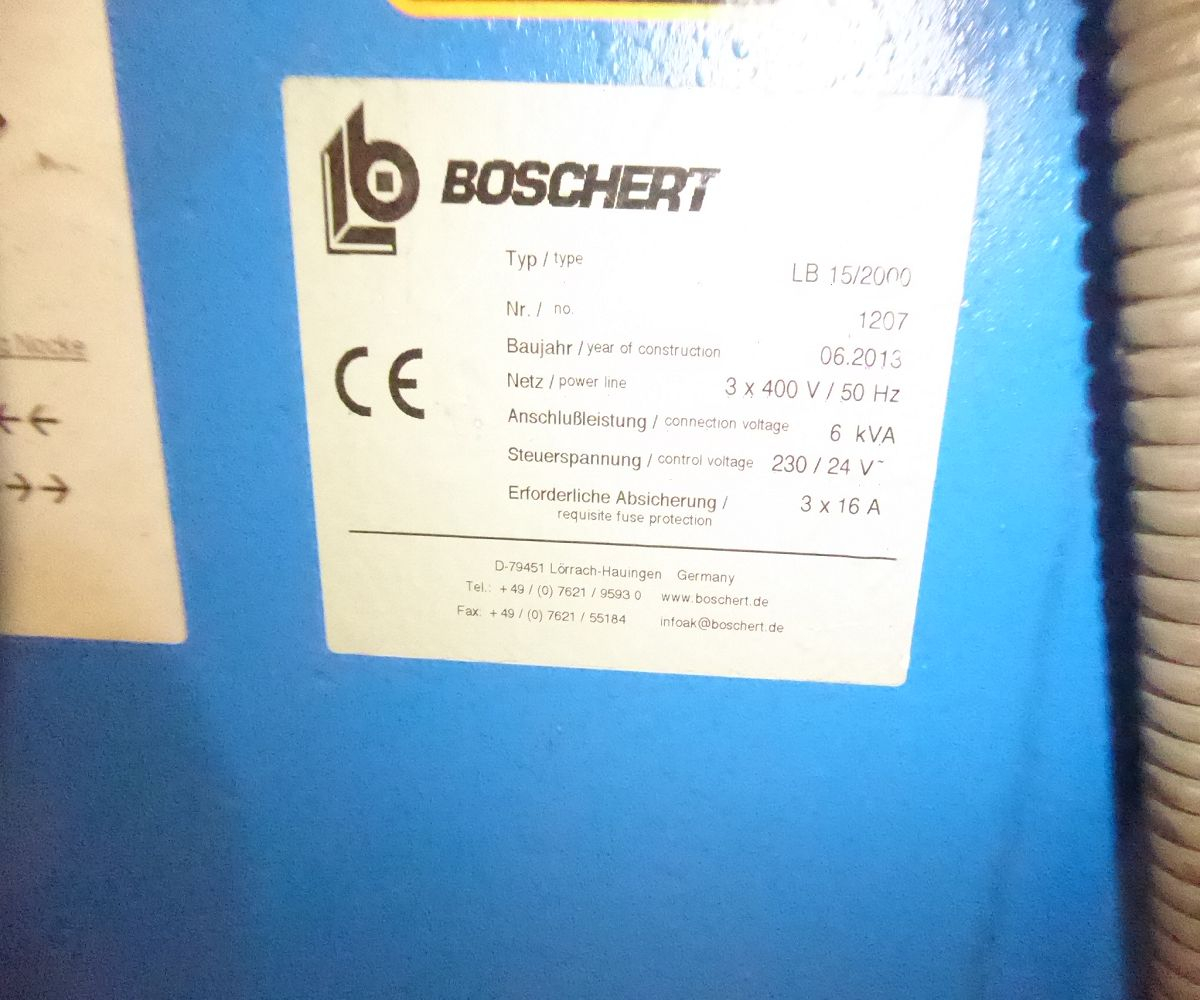 BOSCHERT
Typ / type LB 15/2000
Nr. / no. 1207
Baujahr / year of construction 06.2013
Netz / power line 3 x 400 V / 50 Hz
Anschlußleistung / connection voltage 6 kVA
Steuerspannung / control voltage 230 / 24 V~
Erforderliche Absicherung / 3 x 16 A
requisite fuse protection
CE
D-79451 Lörrach-Hauingen Germany
Tel.: + 49 / (0) 7621 / 9593 0 www.boschert.de
Fax: + 49 / (0) 7621 / 55184 infoak@boschert.de
Nocke
←←
→→